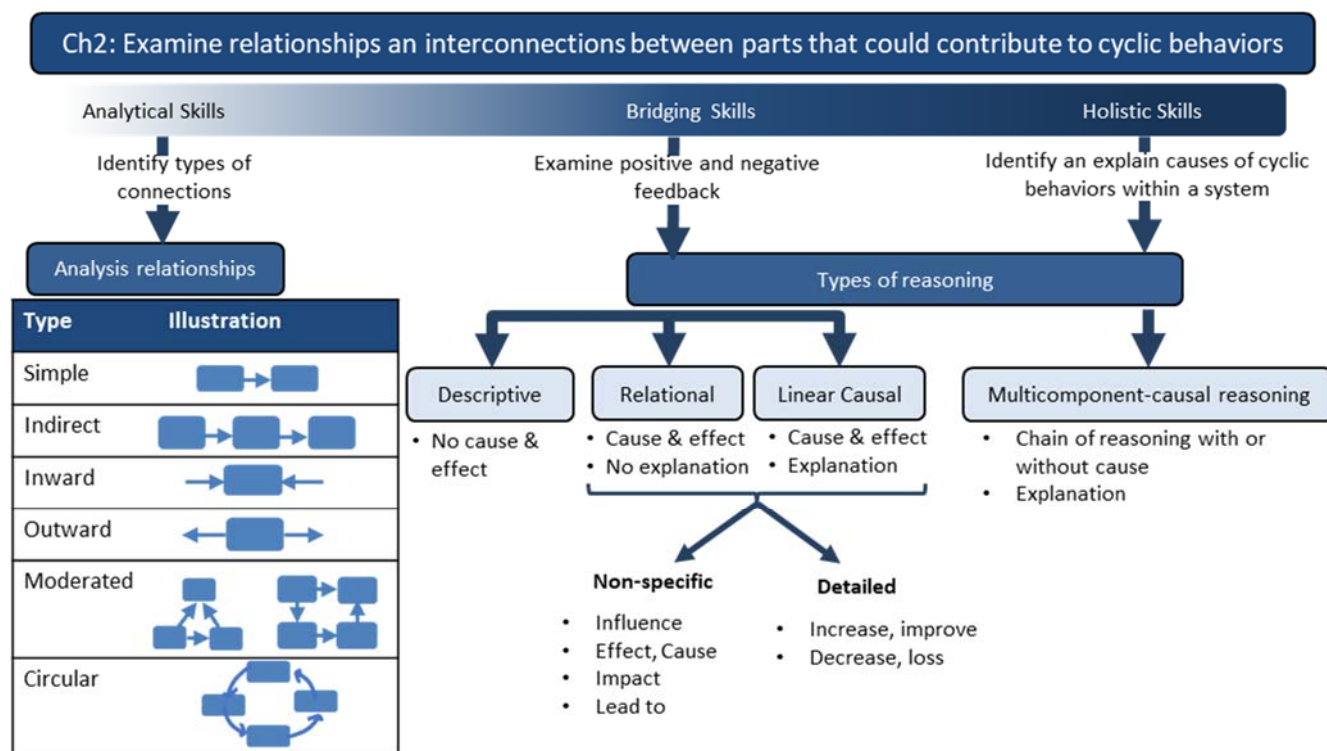 Ch2: Examine relationships an interconnections between parts that could contribute to cyclic behaviors
Analytical Skills
Bridging Skills
Holistic Skills
Identify types of
connections
Examine positive and negative
feedback
Identify an explain causes of cyclic
behaviors within a system
Analysis relationships
Types of reasoning
Type Illustration
Simple
Indirect
Inward
Outward
Moderated
Circular
Descriptive
• No cause &
effect
Relational
• Cause & effect
• No explanation
Linear Causal
• Cause & effect
• Explanation
Multicomponent-causal reasoning
• Chain of reasoning with or
without cause
• Explanation
Non-specific
• Influence
• Effect, Cause
• Impact
• Lead to
Detailed
• Increase, improve
• Decrease, loss